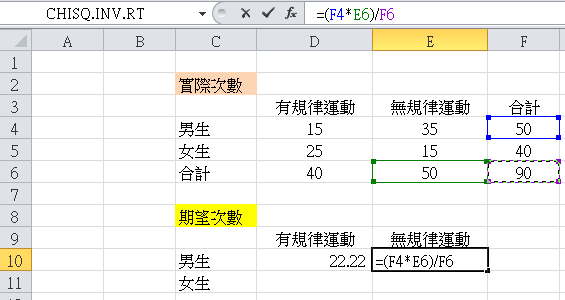 CHISQ.INV.RT =(F4*E6)/F6
A B C D E F
1
2 實際次數
3 有規律運動 無規律運動 合計
4 男生 15 35 50
5 女生 25 15 40
6 合計 40 50 90
7
8 期望次數
9 有規律運動 無規律運動
10 男生 22.22 =(F4*E6)/F6
11 女生